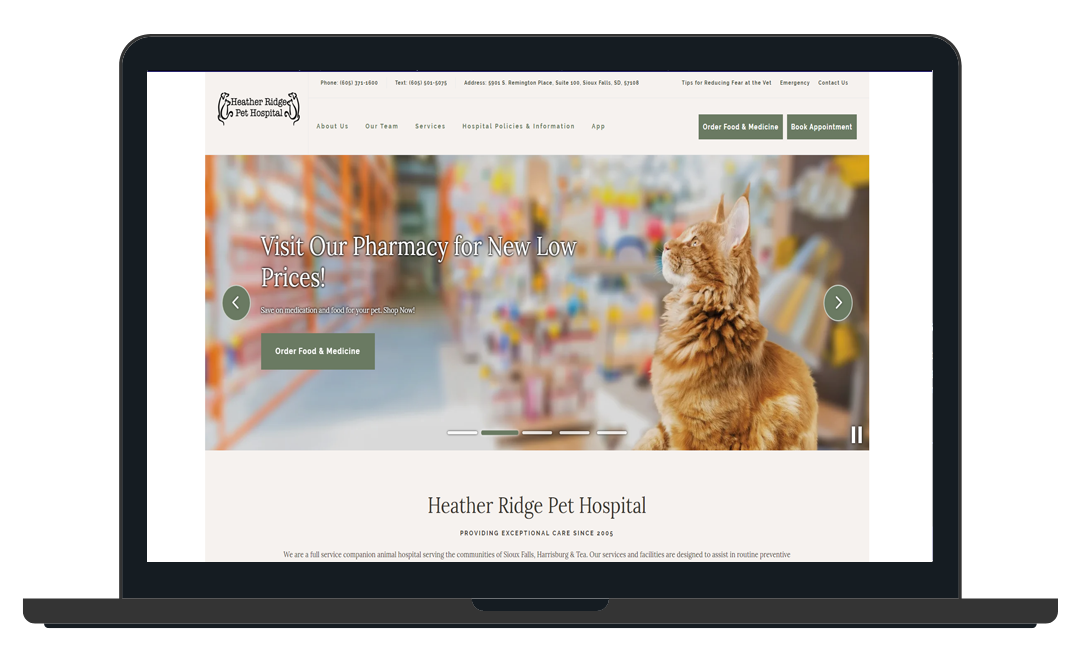 Phone: (605) 371-1600
Text: (605) 501-5075
Address: 5901 S. Remington Place, Suite 100, Sioux Falls, SD, 57108
Tips for Reducing Fear at the Vet
Emergency
Contact Us
Heather Ridge
Pet Hospital
About Us
Our Team
Services
Hospital Policies & Information
App
Order Food & Medicine
Book Appointment
Visit Our Pharmacy for New Low
Prices!
Save on medication and food for your pet. Shop Now!
Order Food & Medicine
Heather Ridge Pet Hospital
PROVIDING EXCEPTIONAL CARE SINCE 2005
We are a full service companion animal hospital serving the communities of Sioux Falls, Harrisburg & Tea. Our services and facilities are designed to assist in routine preventive